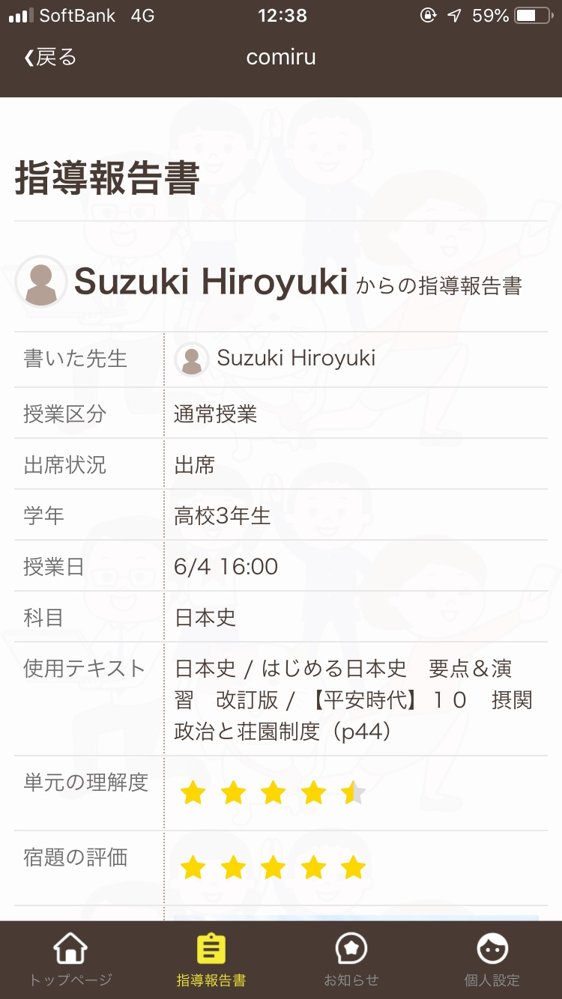 SoftBank 4G 12:38 59%
❮戻る comiru
指導報告書
Suzuki Hiroyuki からの指導報告書
書いた先生 Suzuki Hiroyuki
授業区分 通常授業
出席状況 出席
学年 高校3年生
授業日 6/4 16:00
科目 日本史
使用テキスト 日本史 / はじめる日本史　要点＆演
習　改訂版 / 【平安時代】１０　摂関
政治と荘園制度（p44）
単元の理解度
宿題の評価
トップページ 指導報告書 お知らせ 個人設定